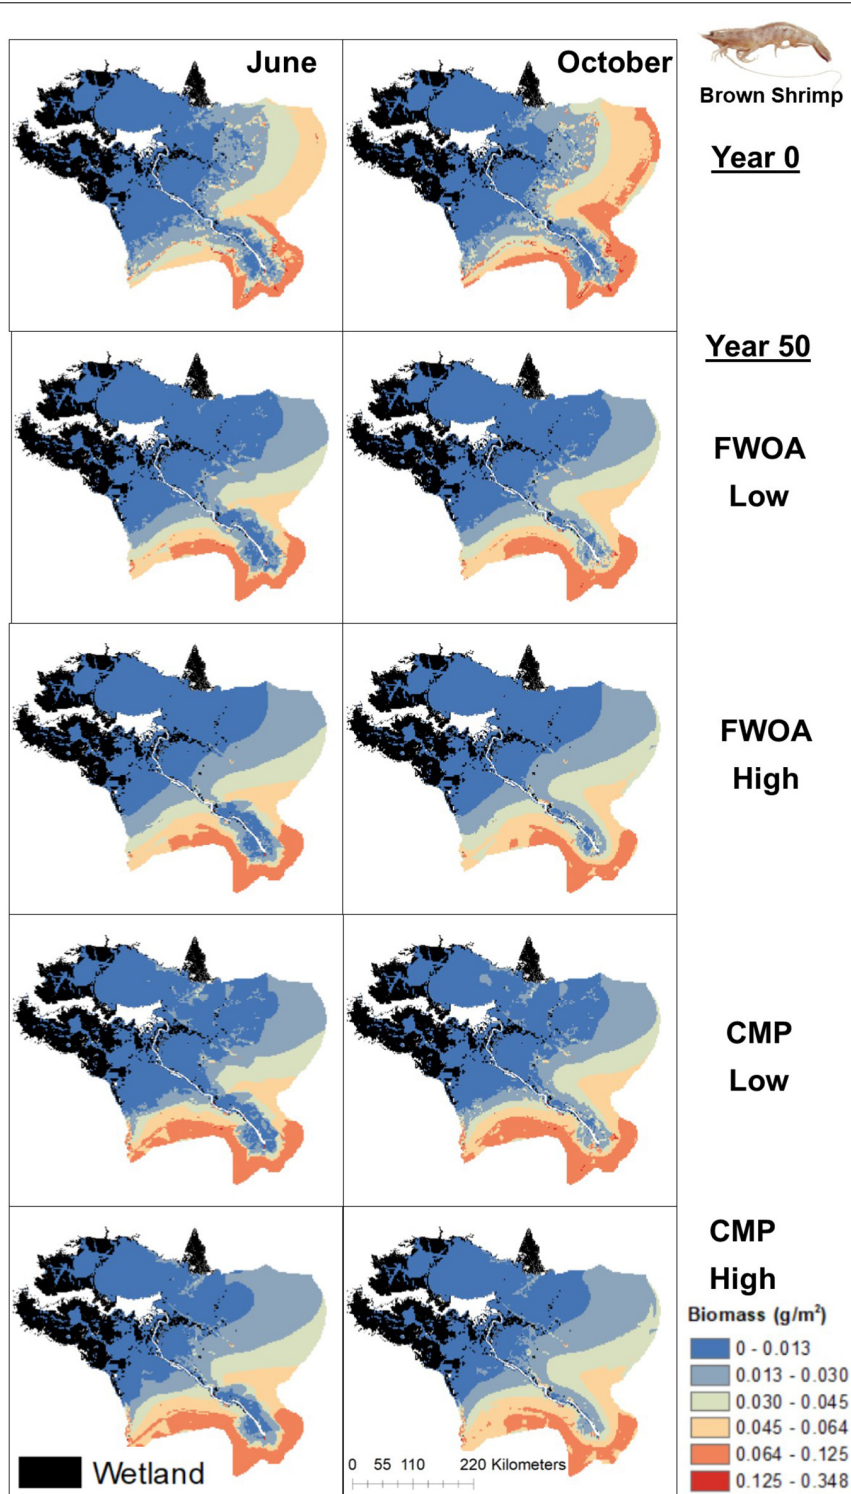 June
October
Brown Shrimp
Year 0
Year 50
FWOA
Low
FWOA
High
CMP
Low
CMP
High
Biomass (g/m²)
0 - 0.013
0.013 - 0.030
0.030 - 0.045
0.045 - 0.064
0.064 - 0.125
0.125 - 0.348
Wetland
0 55 110 220 Kilometers